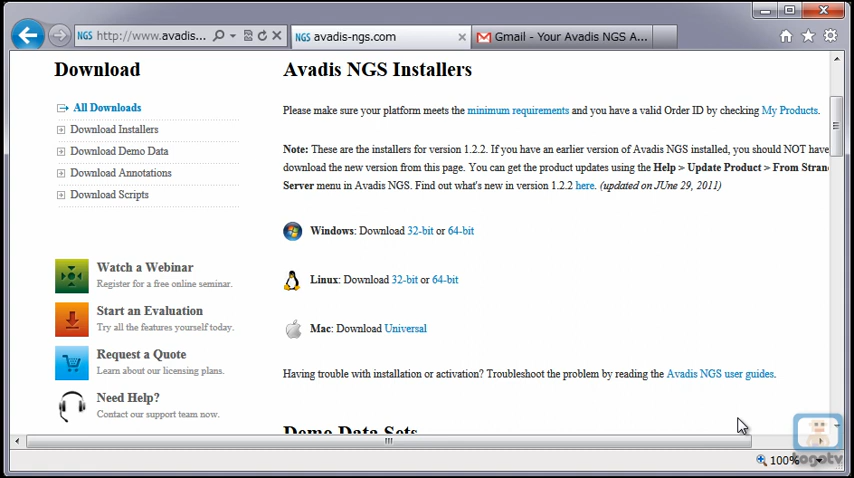 NGS http://www.avadis...
NGS avadis-ngs.com
Gmail - Your Avadis NGS A...
Download
All Downloads
Download Installers
Download Demo Data
Download Annotations
Download Scripts
Watch a Webinar
Register for a free online seminar.
Start an Evaluation
Try all the features yourself today.
Request a Quote
Learn about our licensing plans.
Need Help?
Contact our support team now.
Avadis NGS Installers
Please make sure your platform meets the minimum requirements and you have a valid Order ID by checking My Products.
Note: These are the installers for version 1.2.2. If you have an earlier version of Avadis NGS installed, you should NOT have
download the new version from this page. You can get the product updates using the Help > Update Product > From Stran
Server menu in Avadis NGS. Find out what's new in version 1.2.2 here. (updated on JUne 29, 2011)
Windows: Download 32-bit or 64-bit
Linux: Download 32-bit or 64-bit
Mac: Download Universal
Having trouble with installation or activation? Troubleshoot the problem by reading the Avadis NGS user guides.
Demo Data Sets
100%
togotv